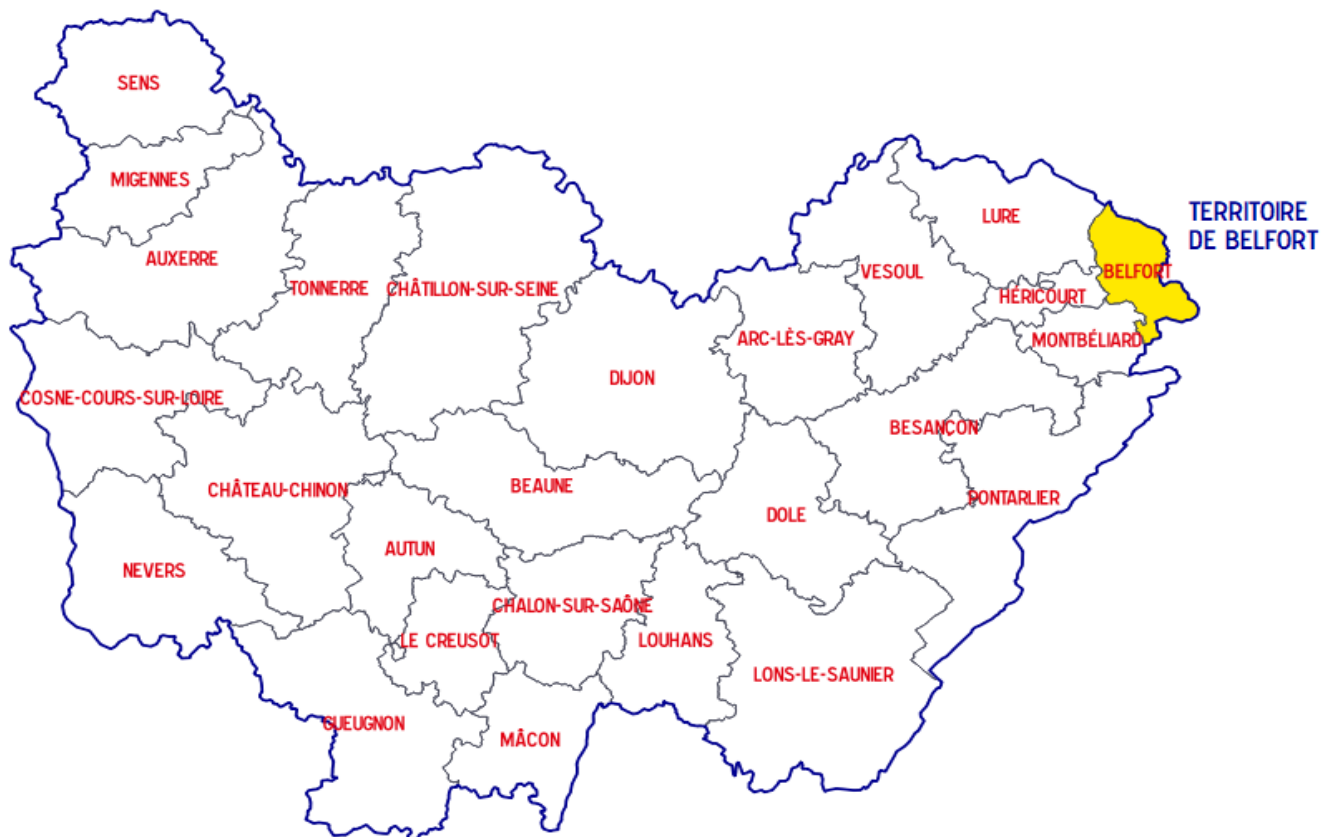 SENS
MIGENNES
AUXERRE
TONNERRE
CHÂTILLON-SUR-SEINE
LURE
TERRITOIRE
DE BELFORT
VESOUL
BELFORT
HÉRICOURT
ARC-LÈS-GRAY
MONTBÉLIARD
DIJON
COSNE-COURS-SUR-LOIRE
BESANÇON
CHÂTEAU-CHINON
BEAUNE
PONTARLIER
DOLE
AUTUN
NEVERS
CHALON-SUR-SAÔNE
LE CREUSOT
LOUHANS
LONS-LE-SAUNIER
GUEUGNON
MÂCON